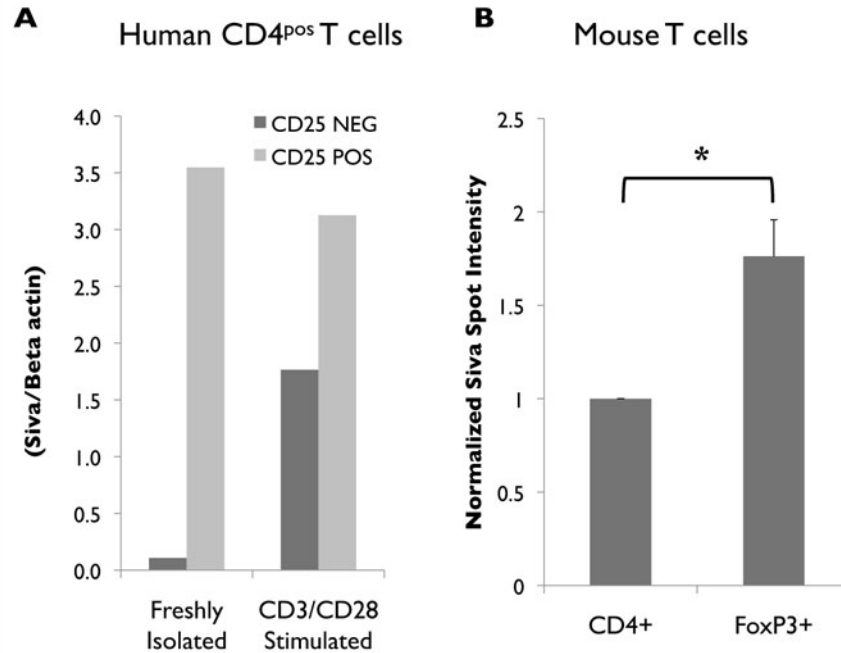 A
Human CD4pos T cells
4.0
3.5
3.0
2.5
2.0
1.5
1.0
0.5
0.0
(Siva/Beta actin)
CD25 NEG
CD25 POS
Freshly
Isolated
CD3/CD28
Stimulated
B
Mouse T cells
2.5
2
1.5
1
0.5
0
Normalized Siva Spot Intensity
*
CD4+
FoxP3+